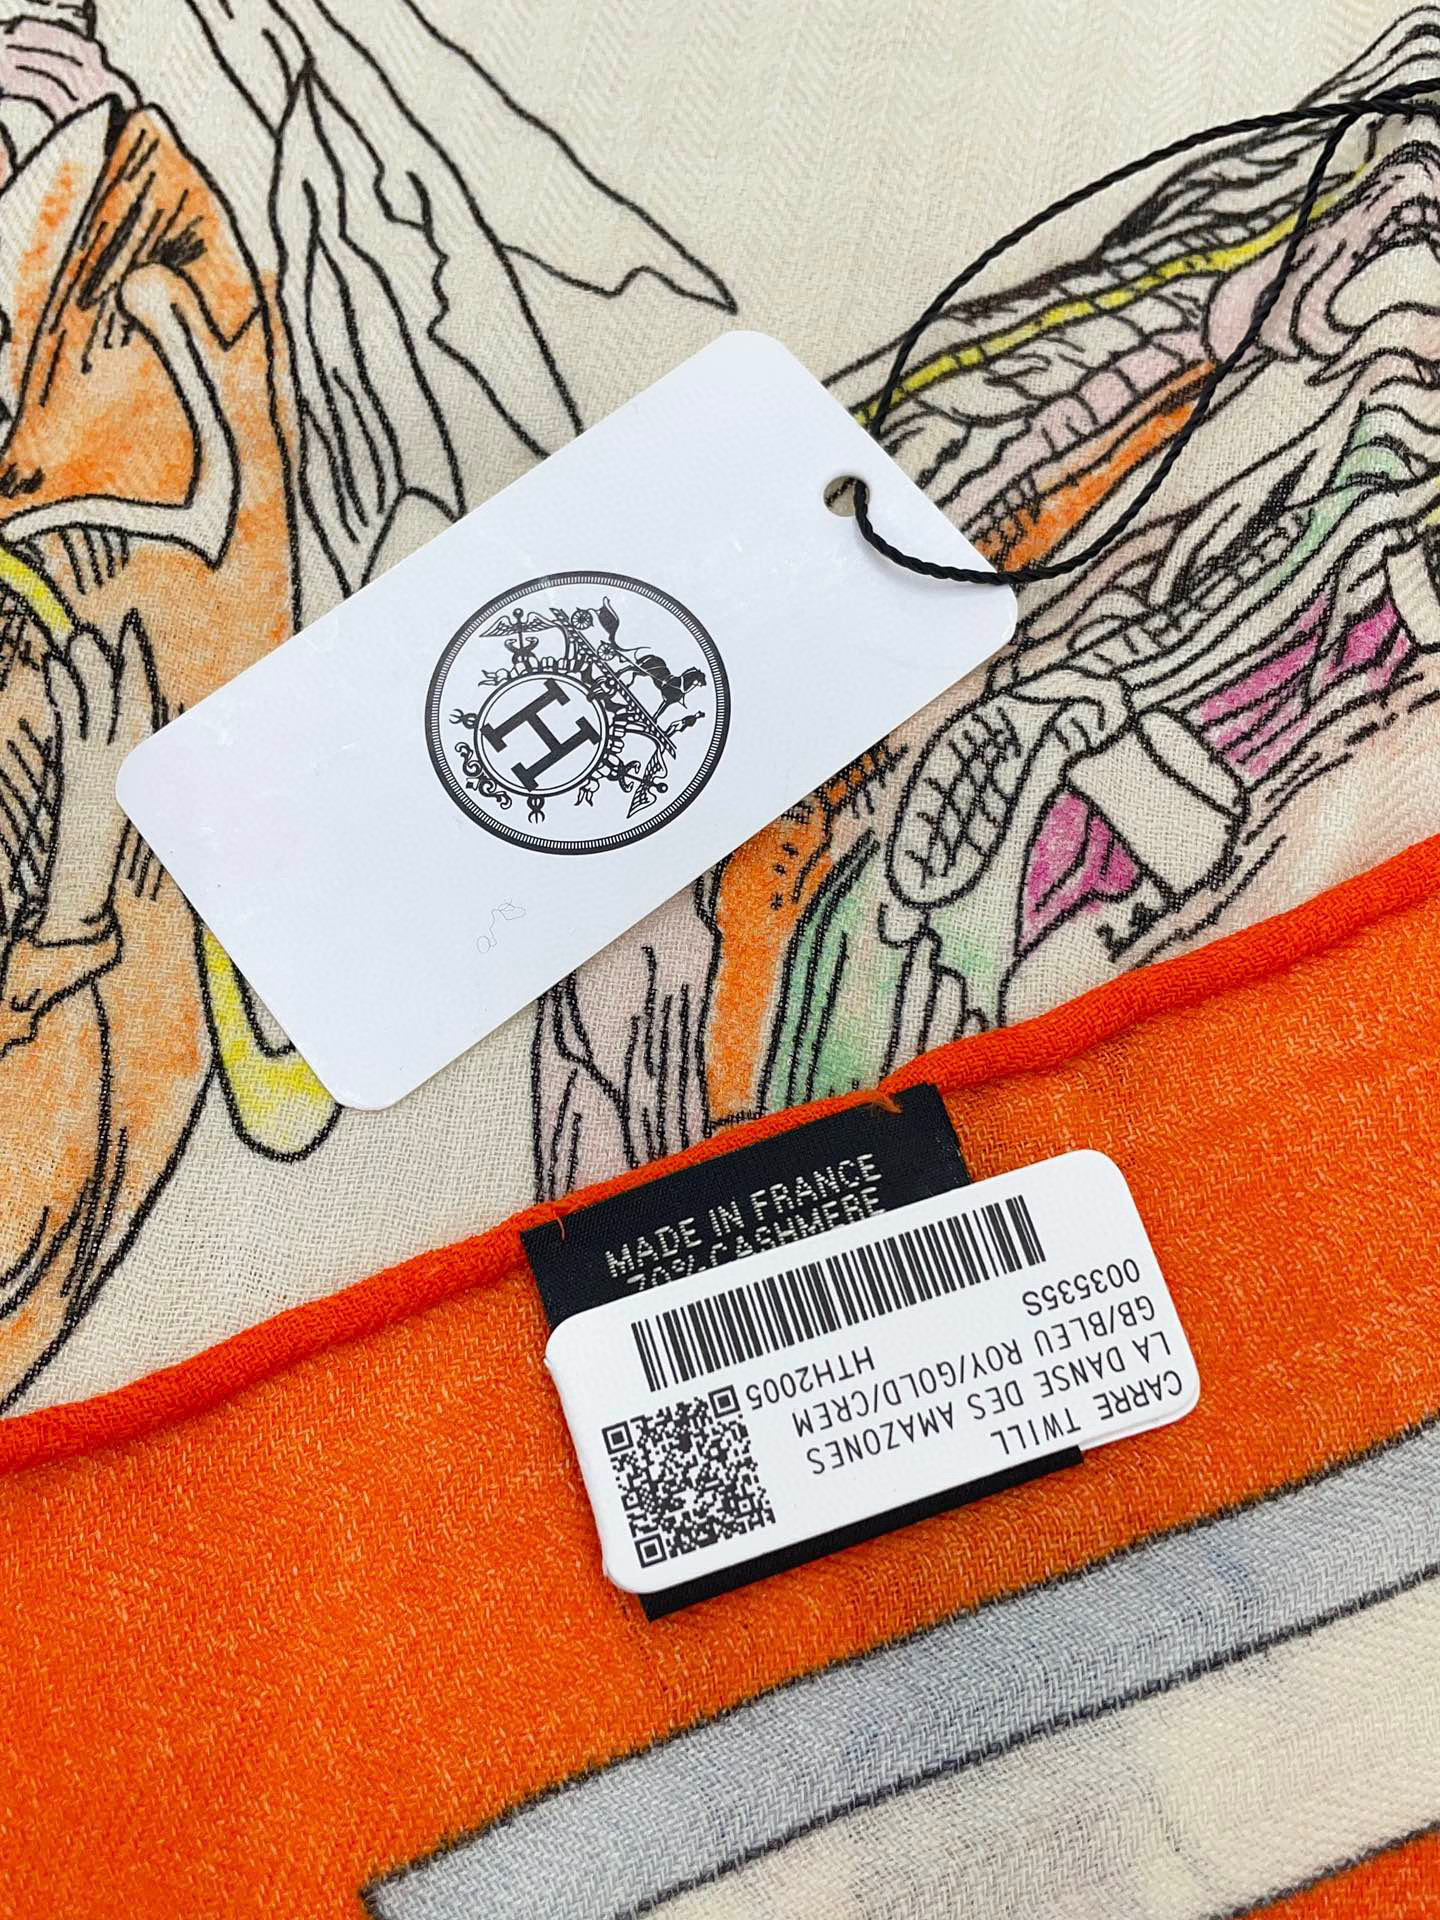 H
MADE IN FRANCE
70% CASHMERE
CARRE TWILL
LA DANSE DES AMAZONES
GB/BLEU ROY/GOLD/CREM
003535S
HTH2005